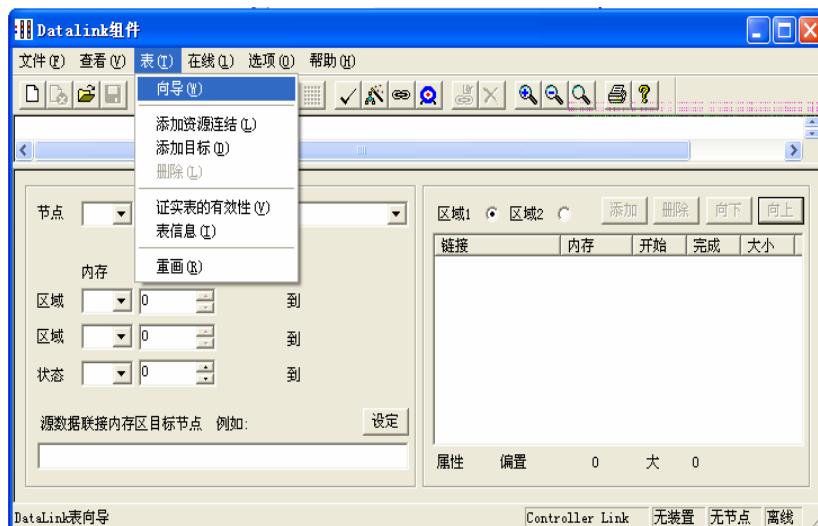 Datalink组件
文件(F) 查看(V) 表(T) 在线(L) 选项(O) 帮助(H)
向导(W)
添加资源连结(L)
添加目标(D)
删除(L)
证实表的有效性(V)
表信息(I)
重画(R)
节点
内存
区域 0 到
区域 0 到
状态 0 到
源数据联接内存区目标节点 例如:
设定
区域1 区域2 添加 删除 向下 向上
链接 内存 开始 完成 大小
属性 偏置 0 大 0
DataLink表向导 Controller Link 无装置 无节点 离线